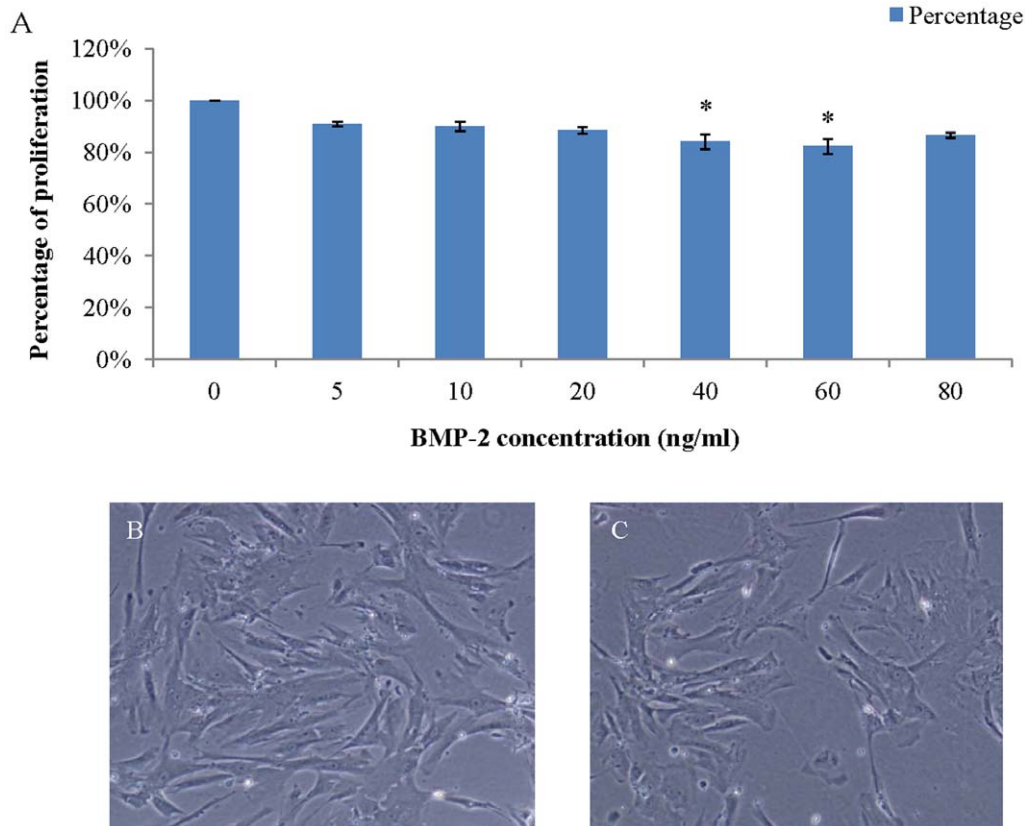 A
Percentage
120%
100%
80%
60%
40%
20%
0%
Percentage of proliferation
* *
0 5 10 20 40 60 80
BMP-2 concentration (ng/ml)
B
C